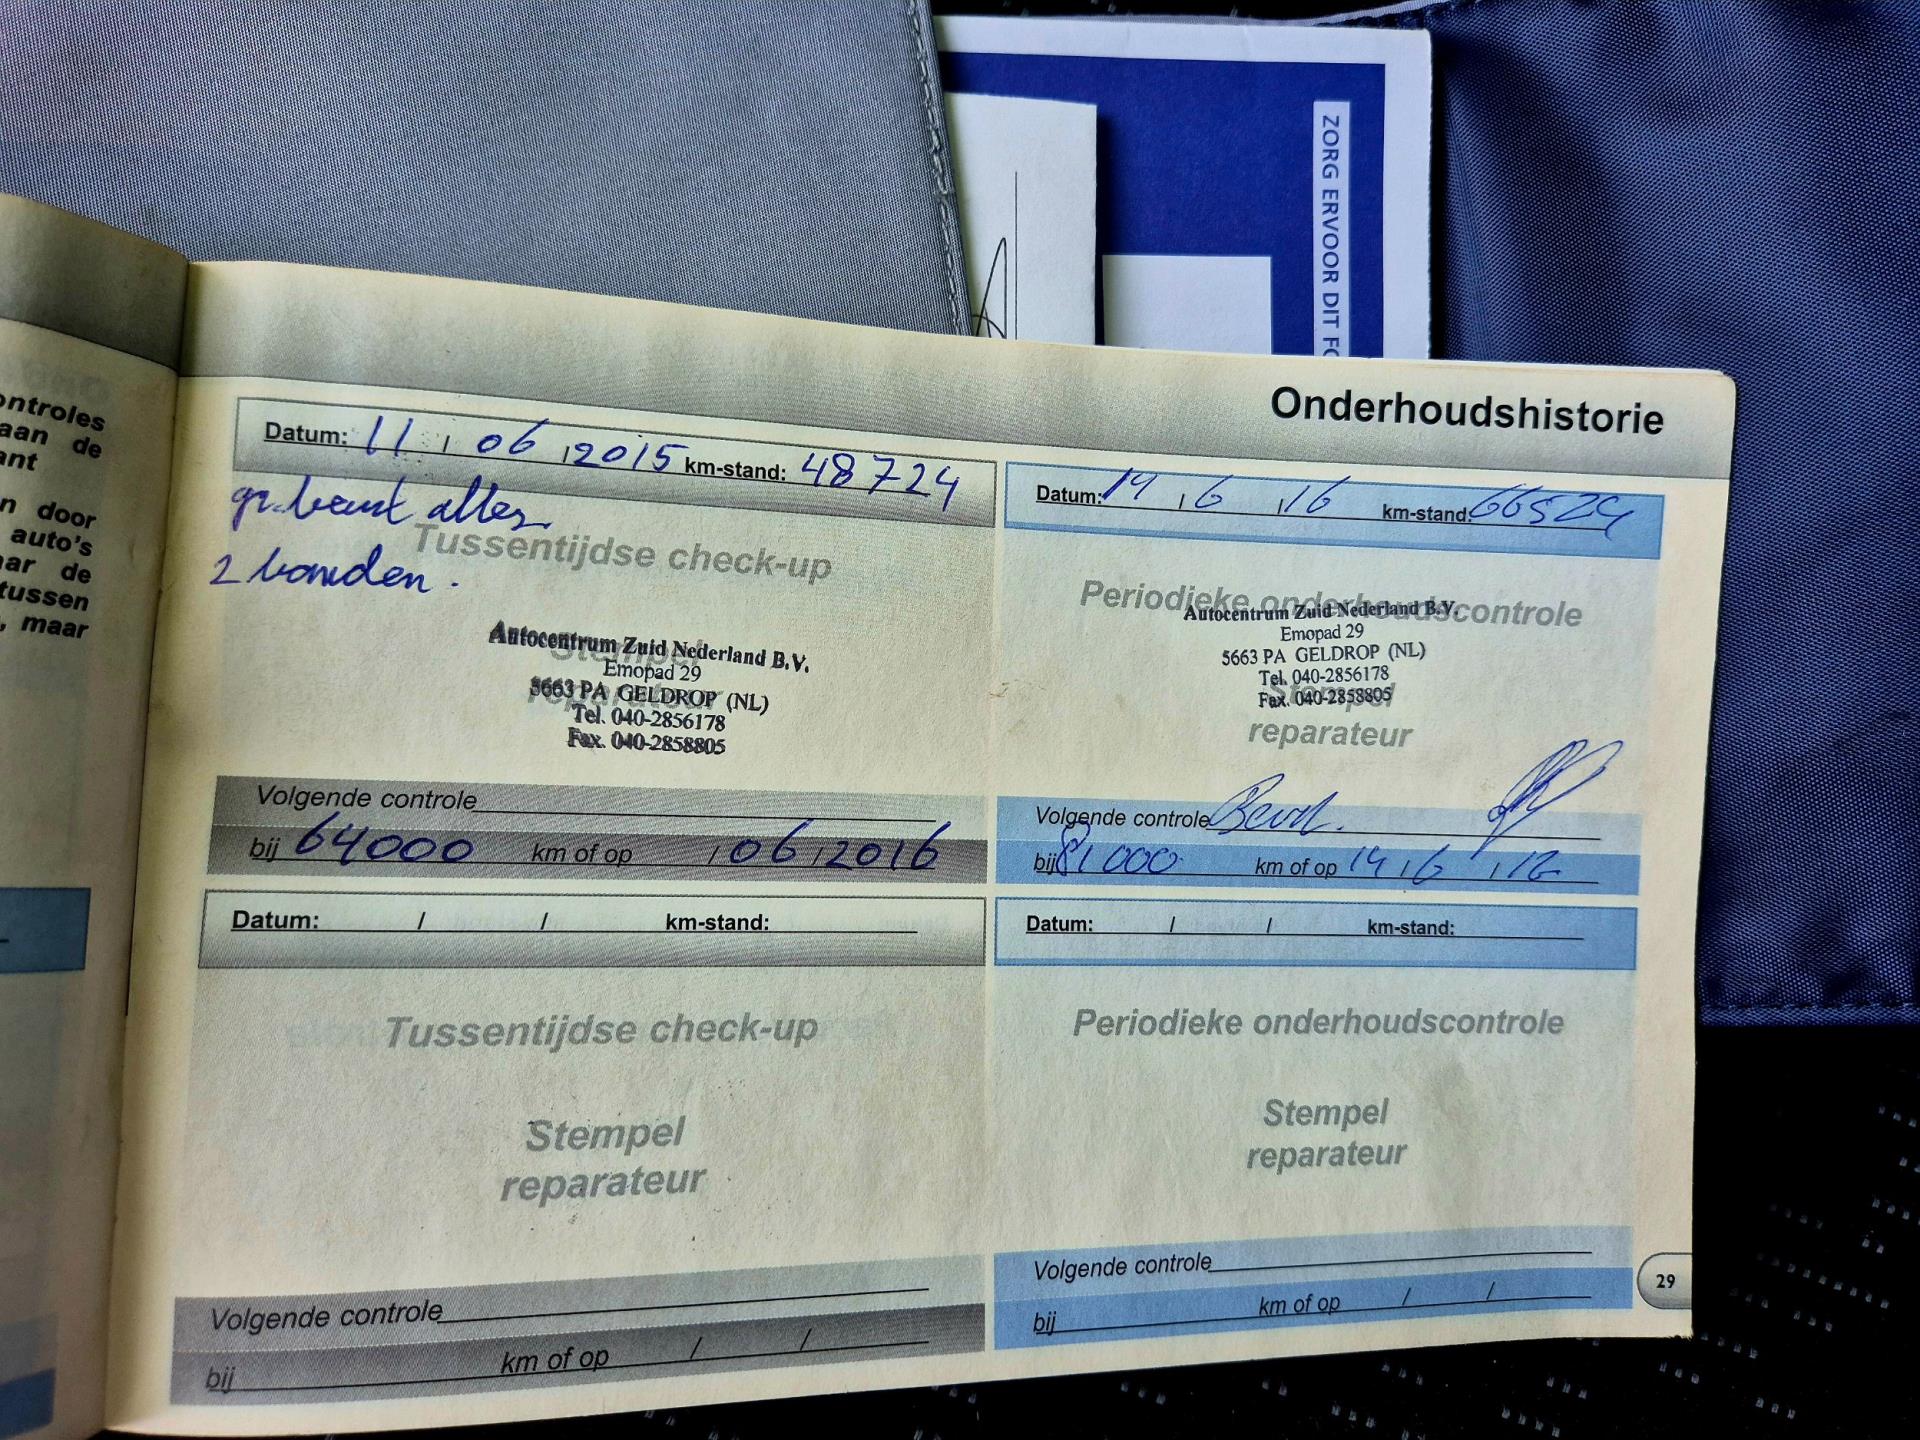 ZORG ERVOOR DIT FO
ontroles
aan de
ant
n door
auto's
ar de
tussen
, maar
Onderhoudshistorie
Datum: 11 / 06 / 2015 km-stand: 48724
alles
2 banden.
Tussentijdse check-up
Stempel
reparateur
Autocentrum Zuid Nederland B.V.
Emopad 29
5663 PA GELDROP (NL)
Tel. 040-2856178
Fax. 040-2858805
Volgende controle
bij 64000 km of op / 06 / 2016
Datum: 14 / 6 / 16 km-stand: 66524
Periodieke onderhoudscontrole
Autocentrum Zuid Nederland B.V.
Emopad 29
5663 PA GELDROP (NL)
Tel. 040-2856178
Fax. 040-2858805
Stempel
reparateur
Volgende controle
bij 81000 km of op 14 / 6 /
Datum: / / km-stand:
Tussentijdse check-up
Stempel
reparateur
Volgende controle
bij km of op / /
Datum: / / km-stand:
Periodieke onderhoudscontrole
Stempel
reparateur
Volgende controle
bij km of op / /
29